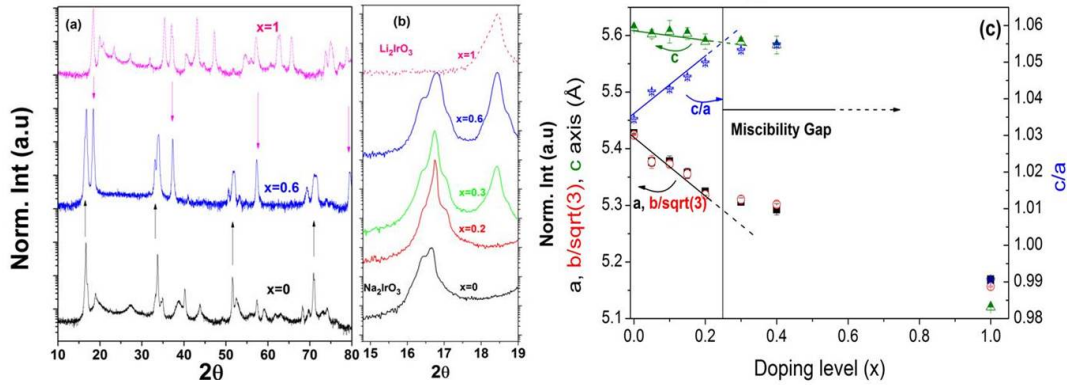 (a)
x=1
x=0.6
x=0
Norm. Int (a.u)
10 20 30 40 50 60 70 80
2θ
(b)
Li2IrO3
x=1
x=0.6
x=0.3
x=0.2
Na2IrO3
x=0
15 16 17 18 19
2θ
Norm. Int (a.u)
(c)
a, b/sqrt(3), c axis (Å)
5.6
5.5
5.4
5.3
5.2
5.1
c
c/a
Miscibility Gap
a, b/sqrt(3)
0.0 0.2 0.4 0.6 0.8 1.0
Doping level (x)
1.06
1.05
1.04
1.03
1.02
1.01
1.00
0.99
0.98
c/a